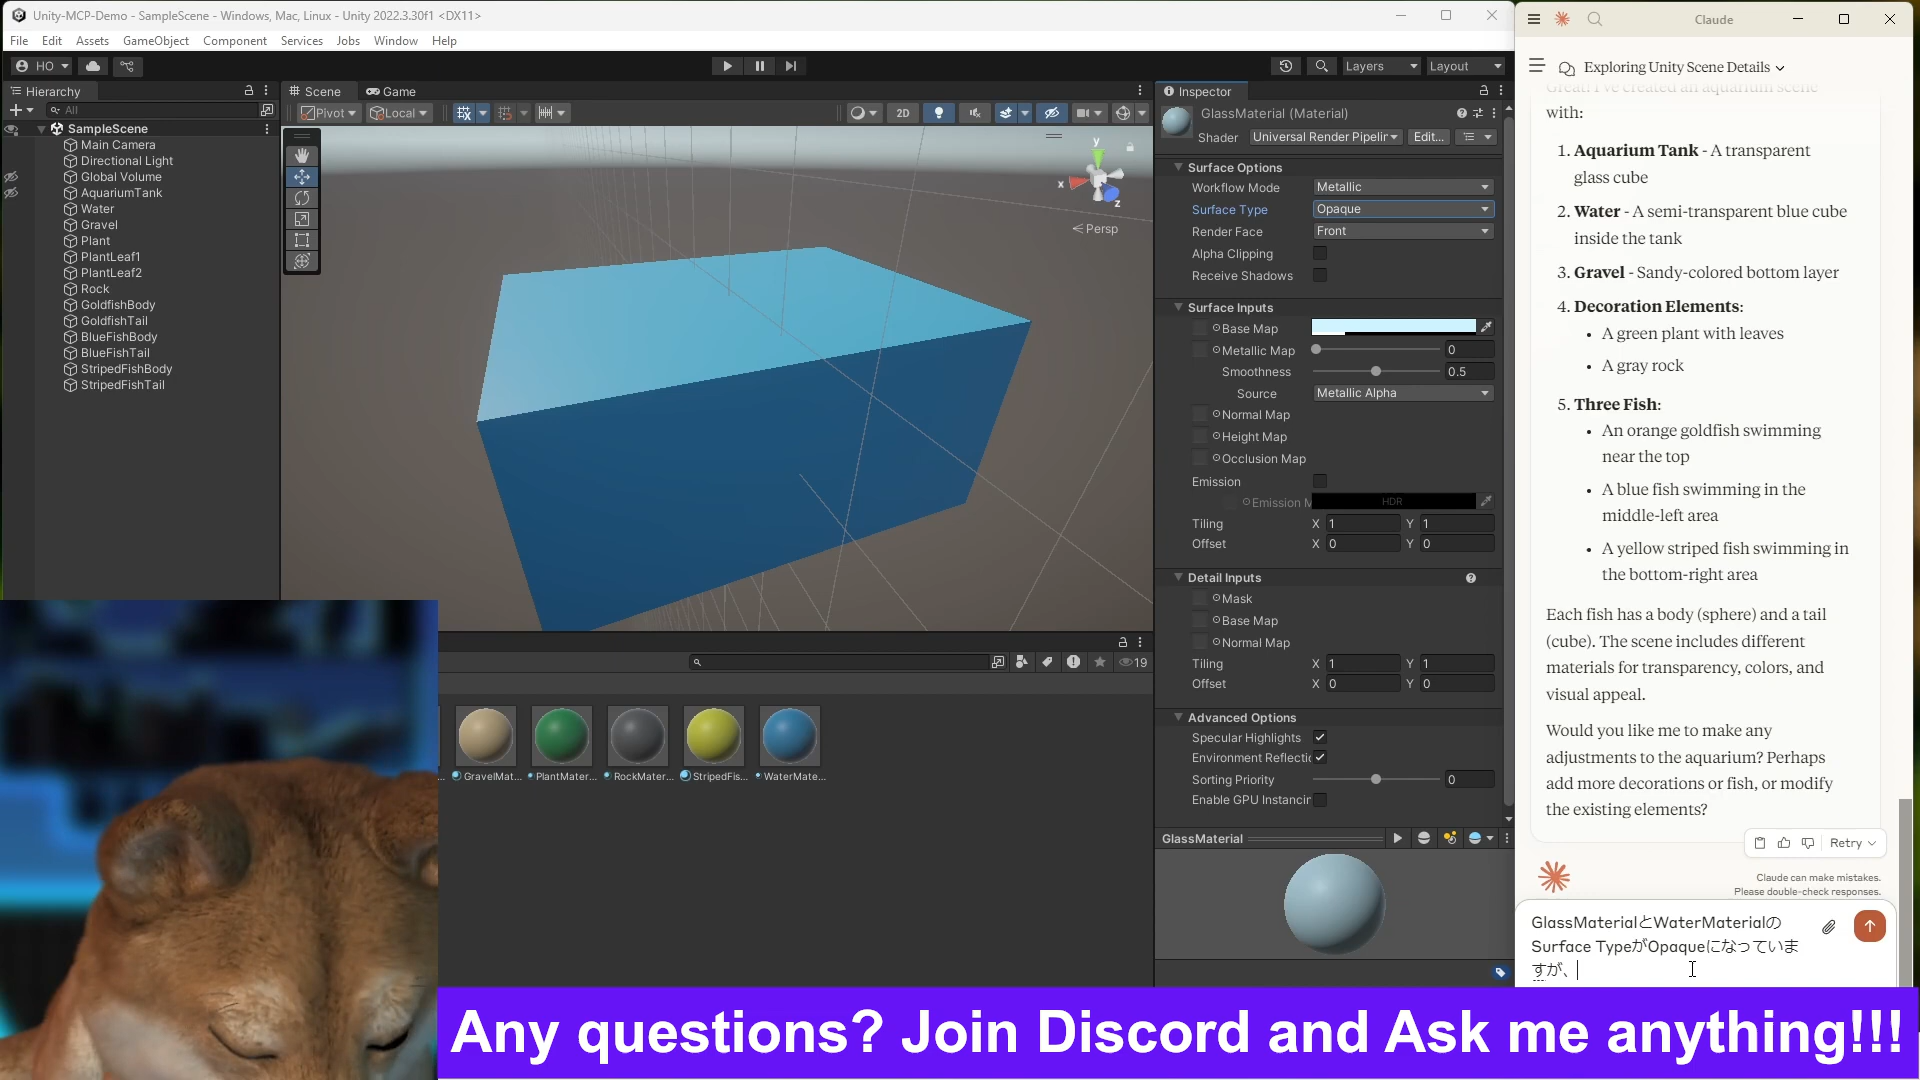 Unity-MCP-Demo - SampleScene - Windows, Mac, Linux - Unity 2022.3.30f1 <DX11>
File Edit Assets GameObject Component Services Jobs Window Help
HO
Layers
Layout
Hierarchy
All
SampleScene
Main Camera
Directional Light
Global Volume
AquariumTank
Water
Gravel
Plant
PlantLeaf1
PlantLeaf2
Rock
GoldfishBody
GoldfishTail
BlueFishBody
BlueFishTail
StripedFishBody
StripedFishTail
Scene
Game
Pivot
Local
2D
y
x
z
Persp
19
GravelMat...
PlantMater...
RockMater...
StripedFis...
WaterMate...
Inspector
GlassMaterial (Material)
Shader Universal Render Pipelin Edit...
Surface Options
Workflow Mode Metallic
Surface Type Opaque
Render Face Front
Alpha Clipping
Receive Shadows
Surface Inputs
Base Map
Metallic Map 0
Smoothness 0.5
Source Metallic Alpha
Normal Map
Height Map
Occlusion Map
Emission
Emission M HDR
Tiling X 1 Y 1
Offset X 0 Y 0
Detail Inputs
Mask
Base Map
Normal Map
Tiling X 1 Y 1
Offset X 0 Y 0
Advanced Options
Specular Highlights
Environment Reflecti
Sorting Priority 0
Enable GPU Instancin
GlassMaterial
Claude
Exploring Unity Scene Details
Great! I've created an aquarium scene
with:
1. Aquarium Tank - A transparent
glass cube
2. Water - A semi-transparent blue cube
inside the tank
3. Gravel - Sandy-colored bottom layer
4. Decoration Elements:
• A green plant with leaves
• A gray rock
5. Three Fish:
• An orange goldfish swimming
near the top
• A blue fish swimming in the
middle-left area
• A yellow striped fish swimming in
the bottom-right area
Each fish has a body (sphere) and a tail
(cube). The scene includes different
materials for transparency, colors, and
visual appeal.
Would you like me to make any
adjustments to the aquarium? Perhaps
add more decorations or fish, or modify
the existing elements?
Retry
Claude can make mistakes.
Please double-check responses.
GlassMaterialとWaterMaterialの
Surface TypeがOpaqueになっていま
すが、
Any questions? Join Discord and Ask me anything!!!